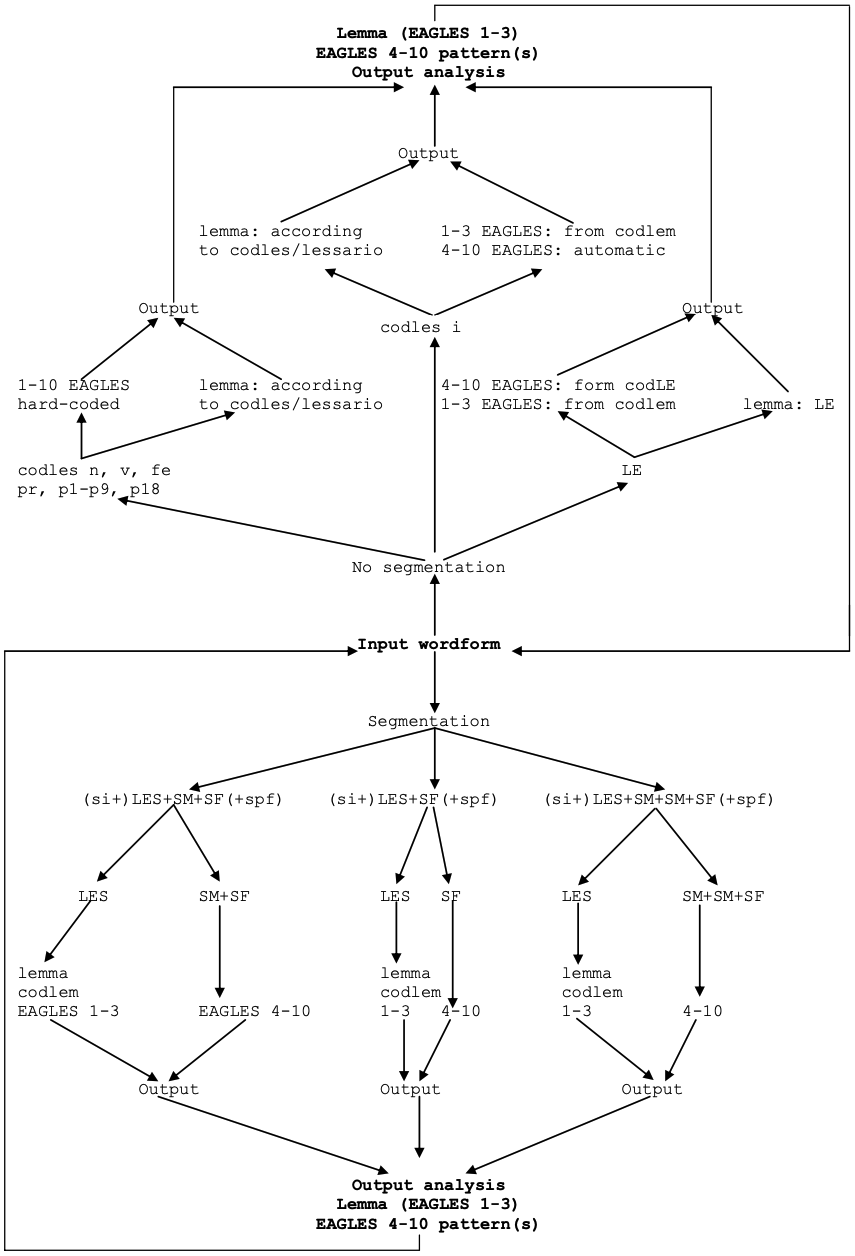 Lemma (EAGLES 1-3)
EAGLES 4-10 pattern(s)
Output analysis
Output
lemma: according
to codles/lessario
1-3 EAGLES: from codlem
4-10 EAGLES: automatic
Output
Output
codles i
1-10 EAGLES
hard-coded
lemma: according
to codles/lessario
4-10 EAGLES: form codLE
1-3 EAGLES: from codlem
lemma: LE
codles n, v, fe
pr, p1-p9, p18
LE
No segmentation
Input wordform
Segmentation
(si+)LES+SM+SF(+spf)
(si+)LES+SF(+spf)
(si+)LES+SM+SM+SF(+spf)
LES
SM+SF
LES
SF
LES
SM+SM+SF
lemma
codlem
EAGLES 1-3
EAGLES 4-10
lemma
codlem
1-3
4-10
lemma
codlem
1-3
4-10
Output
Output
Output
Output analysis
Lemma (EAGLES 1-3)
EAGLES 4-10 pattern(s)